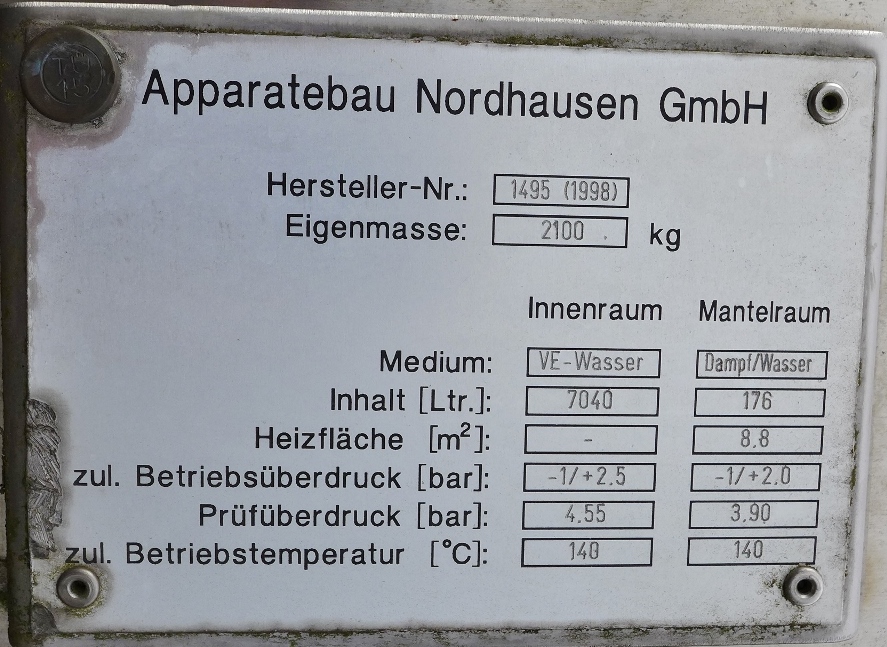 Apparatebau Nordhausen GmbH
Hersteller-Nr.: 1495 (1998)
Eigenmasse: 2100 kg
Innenraum Mantelraum
Medium: VE-Wasser Dampf/Wasser
Inhalt [Ltr.]: 7040 176
Heizfläche [m²]: - 8.8
zul. Betriebsüberdruck [bar]: -1/+2.5 -1/+2.0
Prüfüberdruck [bar]: 4.55 3.90
zul. Betriebstemperatur [°C]: 140 140